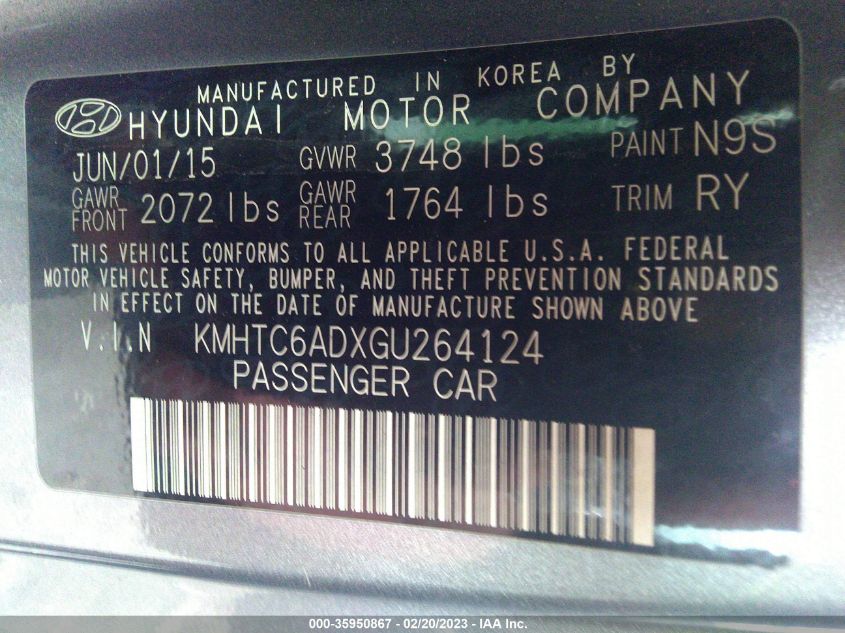 MANUFACTURED IN KOREA BY
HYUNDAI MOTOR COMPANY
JUN/01/15 GVWR 3748 lbs PAINT N9S
GAWR FRONT 2072 lbs GAWR REAR 1764 lbs TRIM RY
THIS VEHICLE CONFORMS TO ALL APPLICABLE U.S.A. FEDERAL
MOTOR VEHICLE SAFETY, BUMPER, AND THEFT PREVENTION STANDARDS
IN EFFECT ON THE DATE OF MANUFACTURE SHOWN ABOVE
V.I.N KMHTC6ADXGU264124
PASSENGER CAR
000-35950867 - 02/20/2023 - IAA Inc.